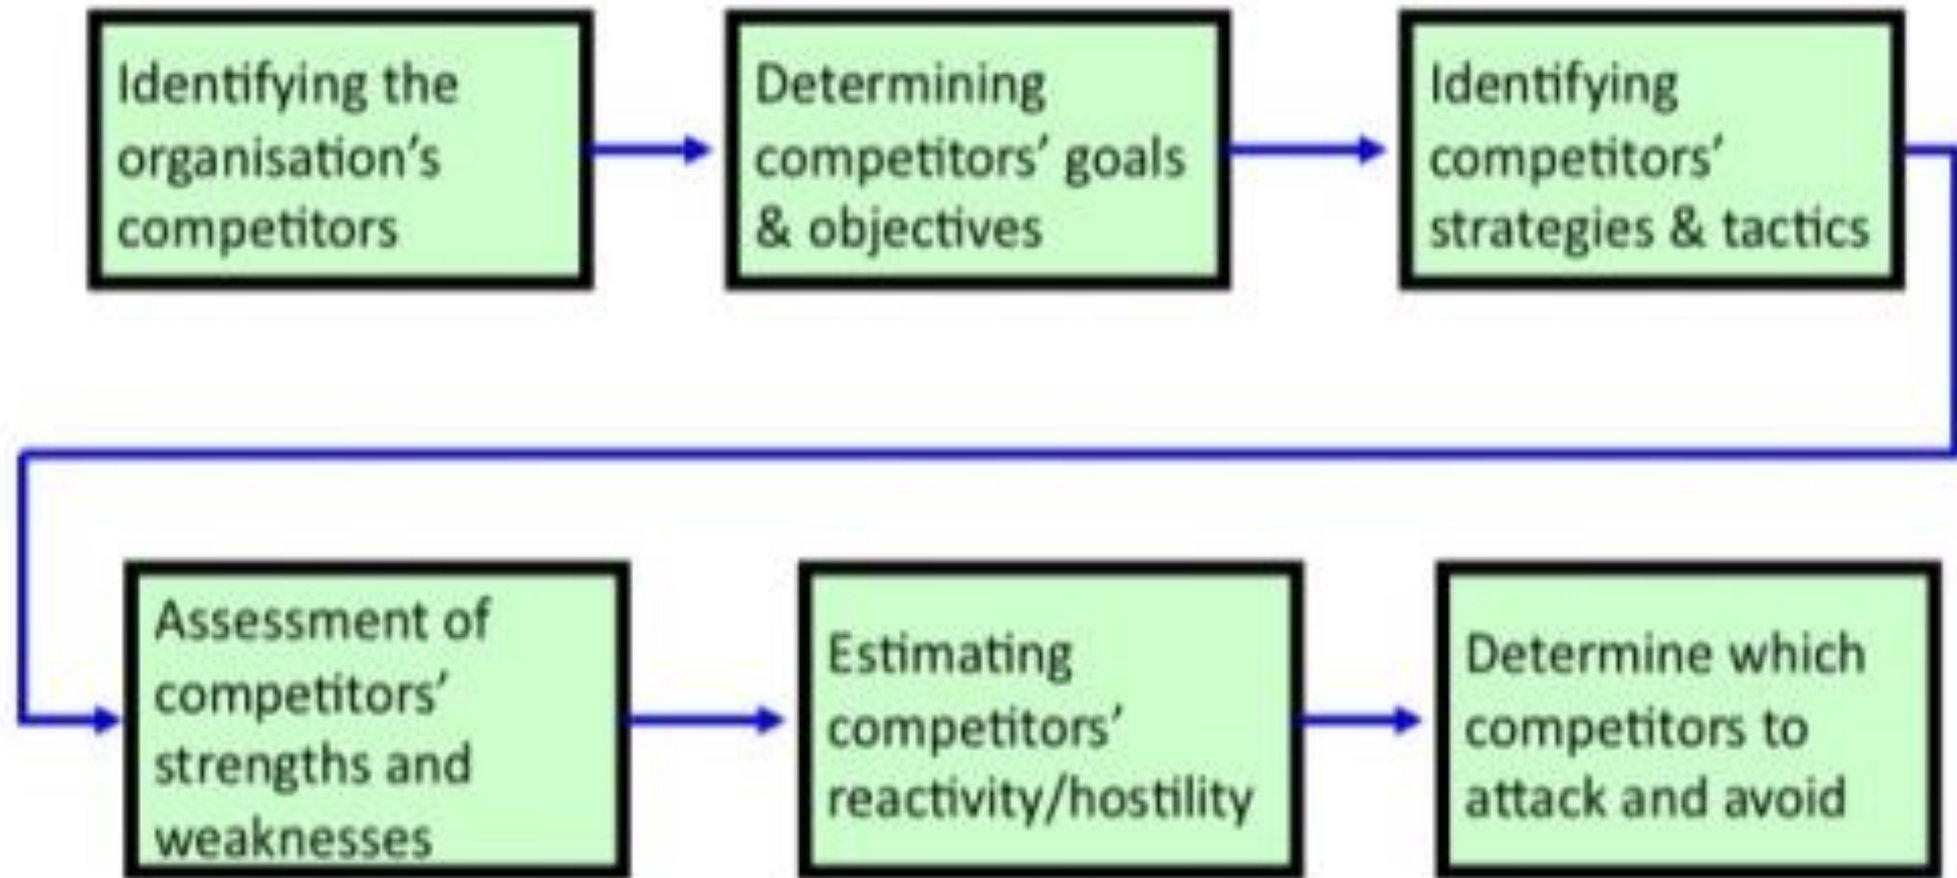 Identifying the
organisation’s
competitors
Determining
competitors’ goals
& objectives
Identifying
competitors’
strategies & tactics
Assessment of
competitors’
strengths and
weaknesses
Estimating
competitors’
reactivity/hostility
Determine which
competitors to
attack and avoid